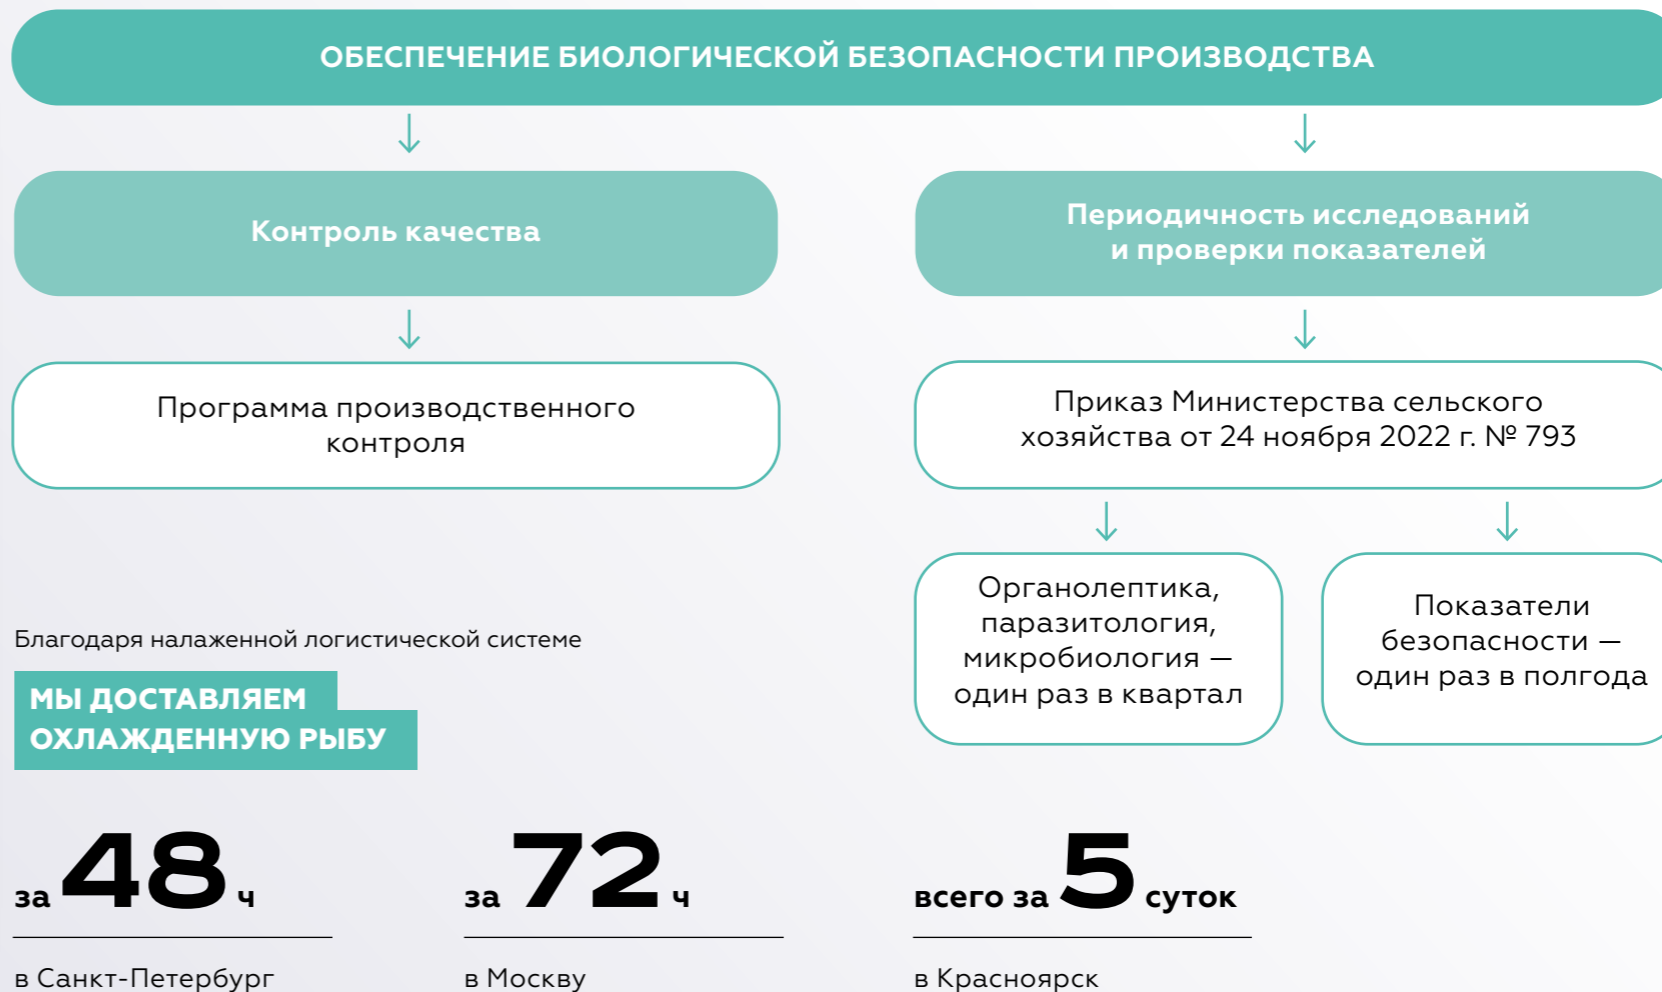 ОБЕСПЕЧЕНИЕ БИОЛОГИЧЕСКОЙ БЕЗОПАСНОСТИ ПРОИЗВОДСТВА
Контроль качества
Периодичность исследований
и проверки показателей
Программа производственного
контроля
Приказ Министерства сельского
хозяйства от 24 ноября 2022 г. № 793
Органолептика,
паразитология,
микробиология —
один раз в квартал
Показатели
безопасности —
один раз в полгода
Благодаря налаженной логистической системе
МЫ ДОСТАВЛЯЕМ
ОХЛАЖДЕННУЮ РЫБУ
за 48 ч
в Санкт-Петербург
за 72 ч
в Москву
всего за 5 суток
в Красноярск